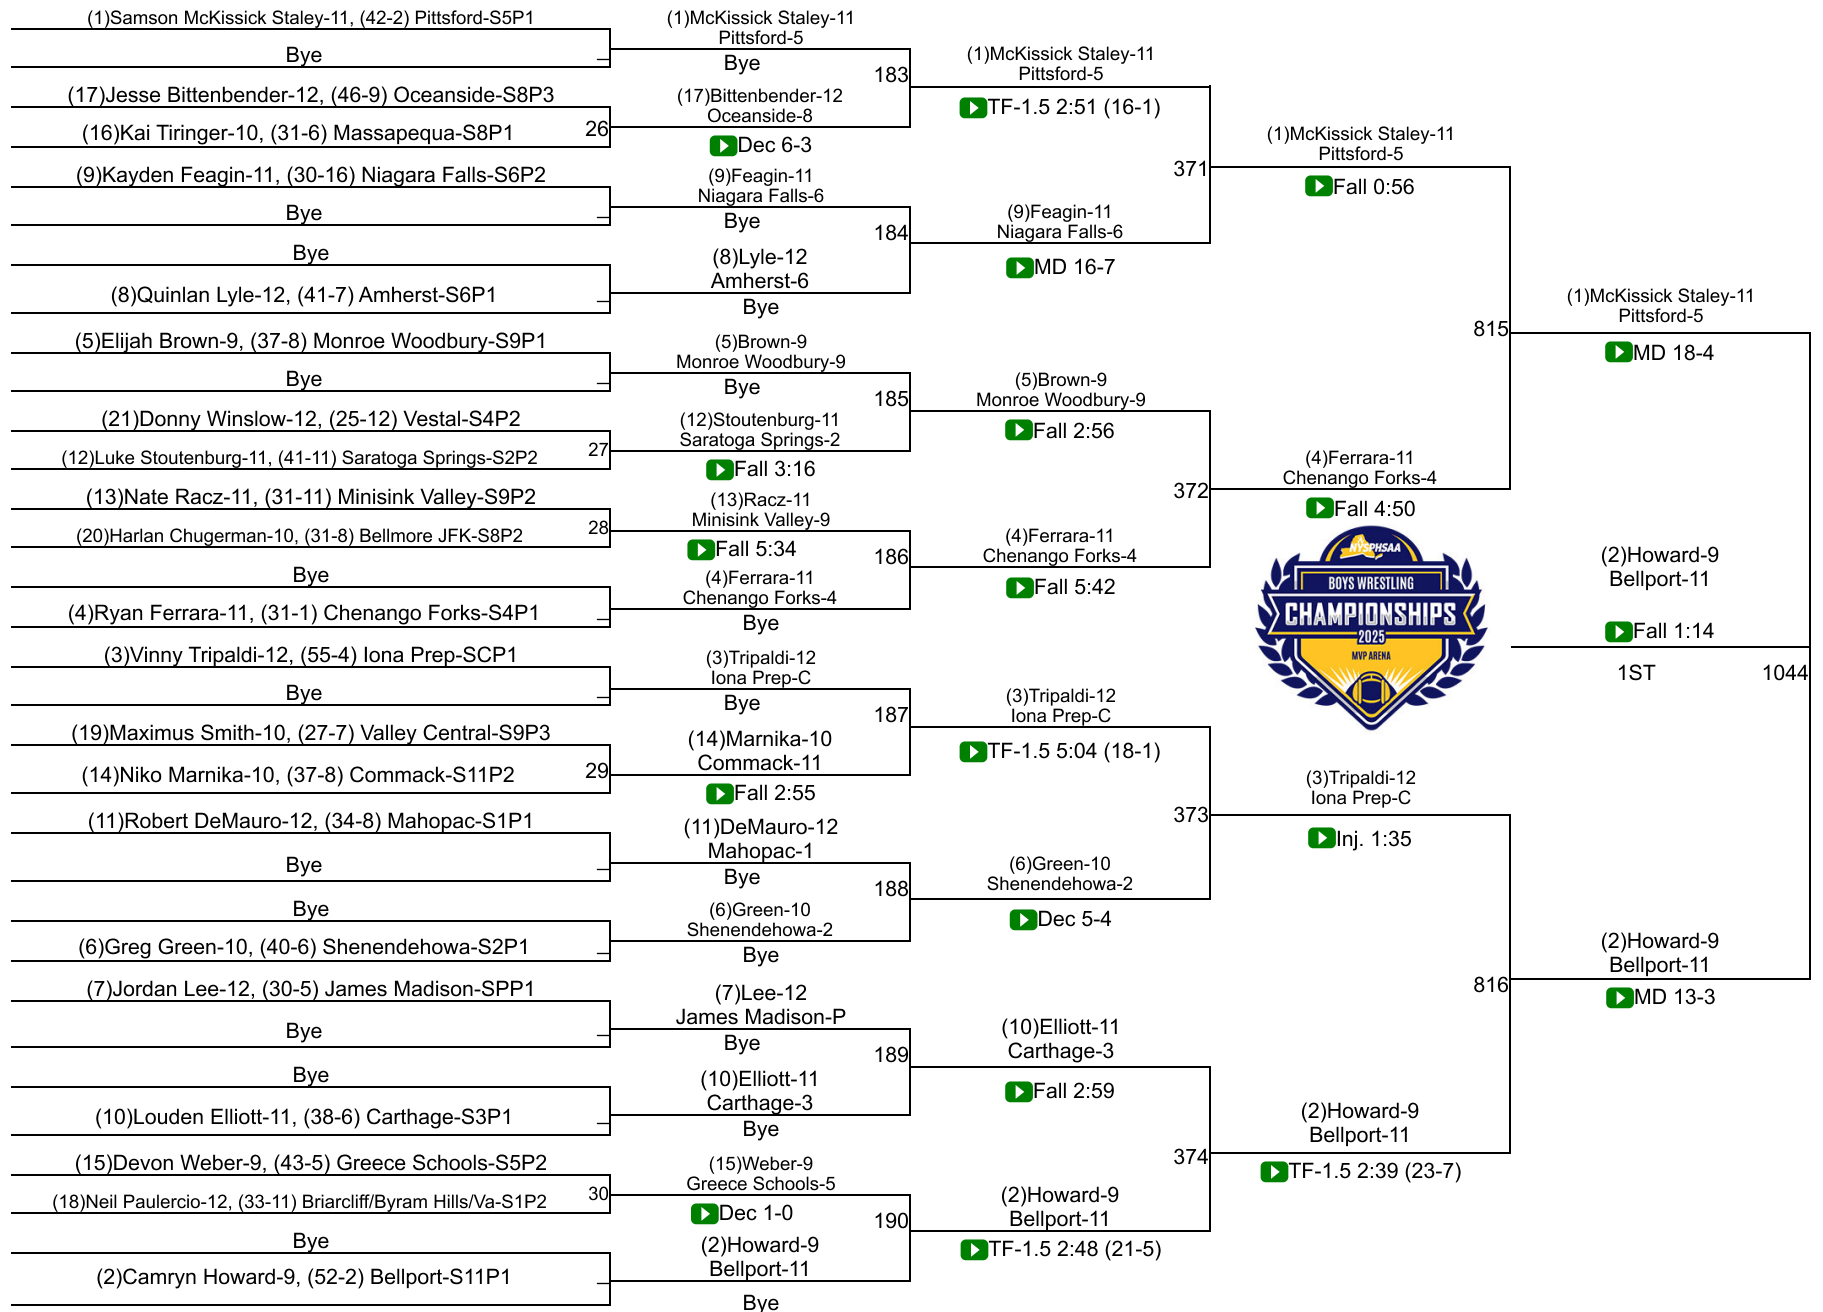 (1)Samson McKissick Staley-11, (42-2) Pittsford-S5P1
Bye
(17)Jesse Bittenbender-12, (46-9) Oceanside-S8P3
(16)Kai Tiringer-10, (31-6) Massapequa-S8P1
26
(9)Kayden Feagin-11, (30-16) Niagara Falls-S6P2
Bye
Bye
(8)Quinlan Lyle-12, (41-7) Amherst-S6P1
(5)Elijah Brown-9, (37-8) Monroe Woodbury-S9P1
Bye
(21)Donny Winslow-12, (25-12) Vestal-S4P2
(12)Luke Stoutenburg-11, (41-11) Saratoga Springs-S2P2
27
(13)Nate Racz-11, (31-11) Minisink Valley-S9P2
(20)Harlan Chugerman-10, (31-8) Bellmore JFK-S8P2
28
Bye
(4)Ryan Ferrara-11, (31-1) Chenango Forks-S4P1
(3)Vinny Tripaldi-12, (55-4) Iona Prep-SCP1
Bye
(19)Maximus Smith-10, (27-7) Valley Central-S9P3
(14)Niko Marnika-10, (37-8) Commack-S11P2
29
(11)Robert DeMauro-12, (34-8) Mahopac-S1P1
Bye
Bye
(6)Greg Green-10, (40-6) Shenendehowa-S2P1
(7)Jordan Lee-12, (30-5) James Madison-SPP1
Bye
Bye
(10)Louden Elliott-11, (38-6) Carthage-S3P1
(15)Devon Weber-9, (43-5) Greece Schools-S5P2
(18)Neil Paulercio-12, (33-11) Briarcliff/Byram Hills/Va-S1P2
30
Bye
(2)Camryn Howard-9, (52-2) Bellport-S11P1
(1)McKissick Staley-11
Pittsford-5
Bye
183
(17)Bittenbender-12
Oceanside-8
Dec 6-3
(9)Feagin-11
Niagara Falls-6
Bye
184
(8)Lyle-12
Amherst-6
Bye
(5)Brown-9
Monroe Woodbury-9
Bye
185
(12)Stoutenburg-11
Saratoga Springs-2
Fall 3:16
(13)Racz-11
Minisink Valley-9
Fall 5:34
186
(4)Ferrara-11
Chenango Forks-4
Bye
(3)Tripaldi-12
Iona Prep-C
Bye
187
(14)Marnika-10
Commack-11
Fall 2:55
(11)DeMauro-12
Mahopac-1
Bye
188
(6)Green-10
Shenendehowa-2
Bye
(7)Lee-12
James Madison-P
Bye
189
(10)Elliott-11
Carthage-3
Bye
(15)Weber-9
Greece Schools-5
Dec 1-0
190
(2)Howard-9
Bellport-11
Bye
(1)McKissick Staley-11
Pittsford-5
TF-1.5 2:51 (16-1)
371
(9)Feagin-11
Niagara Falls-6
MD 16-7
(5)Brown-9
Monroe Woodbury-9
Fall 2:56
372
(4)Ferrara-11
Chenango Forks-4
Fall 5:42
(3)Tripaldi-12
Iona Prep-C
TF-1.5 5:04 (18-1)
373
(6)Green-10
Shenendehowa-2
Dec 5-4
(10)Elliott-11
Carthage-3
Fall 2:59
374
(2)Howard-9
Bellport-11
TF-1.5 2:48 (21-5)
(1)McKissick Staley-11
Pittsford-5
Fall 0:56
815
(4)Ferrara-11
Chenango Forks-4
Fall 4:50
NYSPHSAA
BOYS WRESTLING
CHAMPIONSHIPS
2025
MVP ARENA
(3)Tripaldi-12
Iona Prep-C
Inj. 1:35
816
(2)Howard-9
Bellport-11
TF-1.5 2:39 (23-7)
(1)McKissick Staley-11
Pittsford-5
MD 18-4
(2)Howard-9
Bellport-11
Fall 1:14
1ST
1044
(2)Howard-9
Bellport-11
MD 13-3